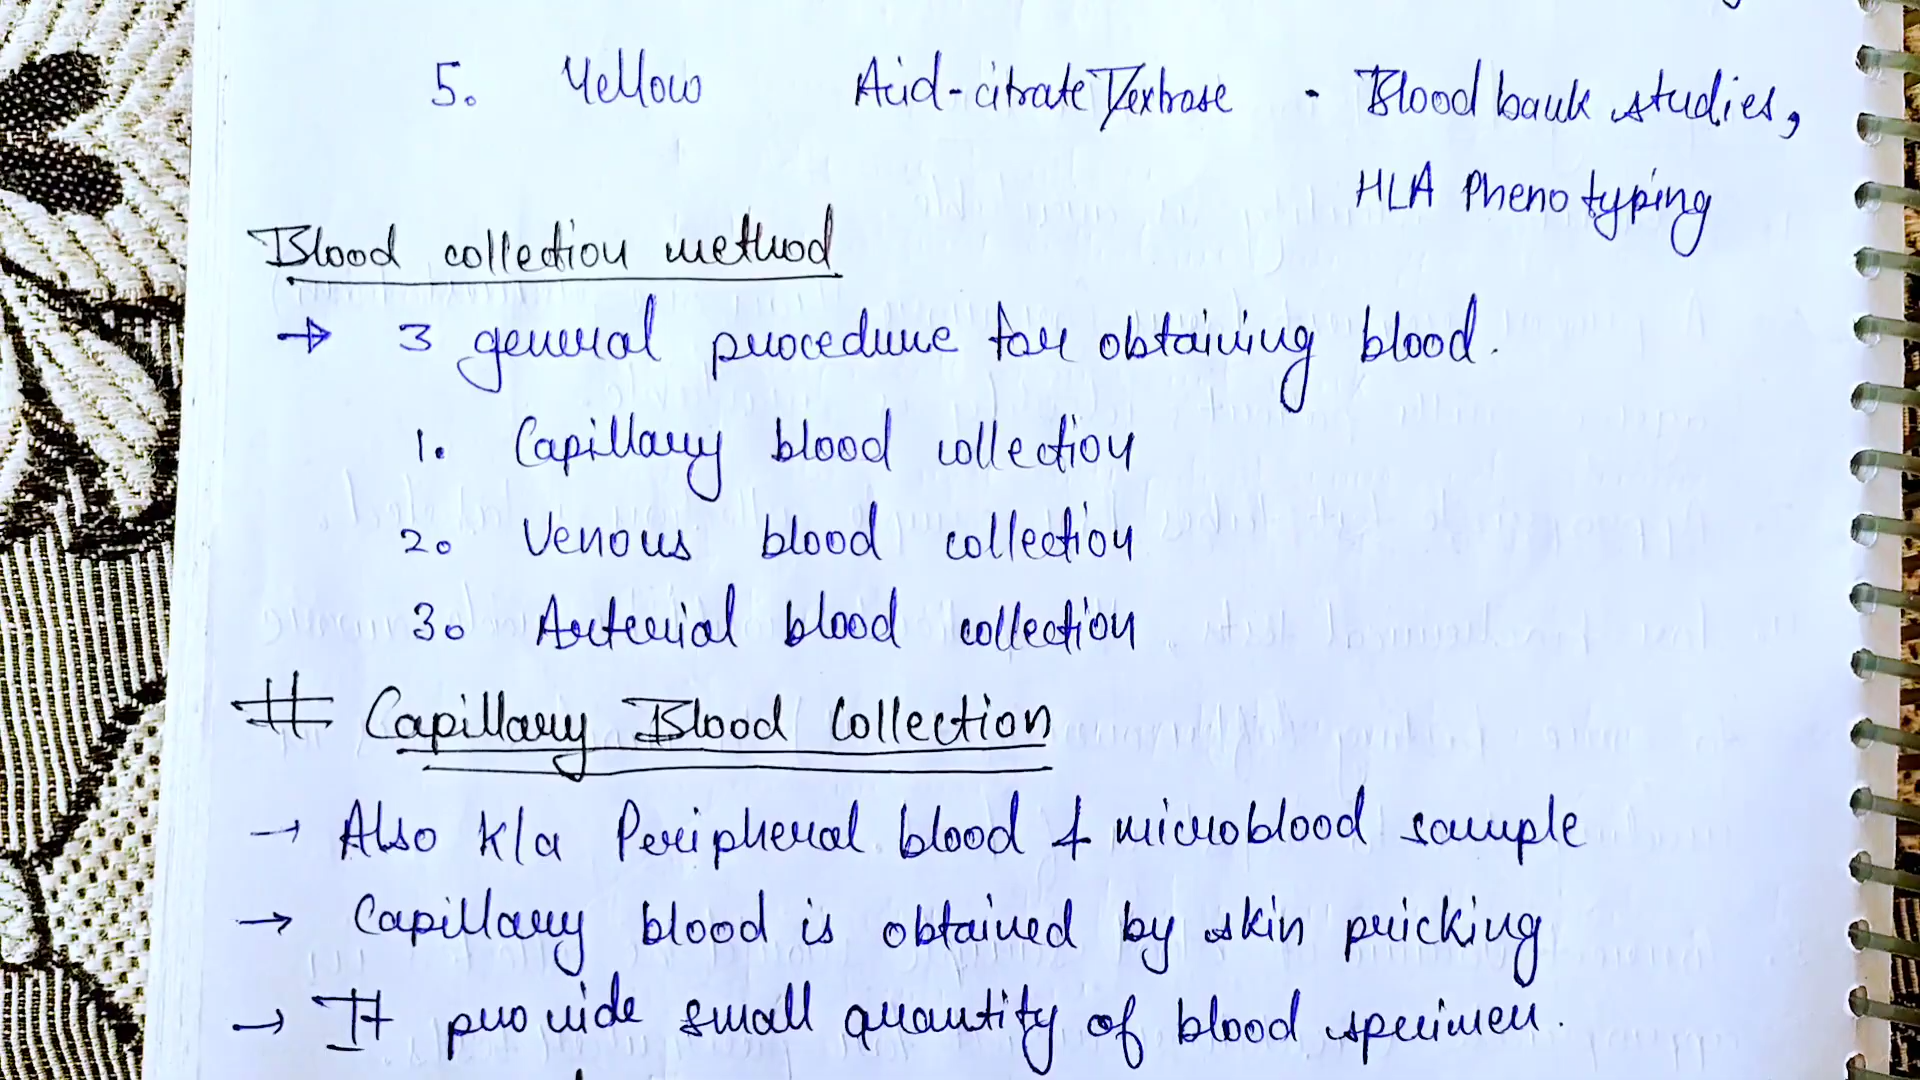 5. Yellow Acid-citrate Dextrose - Blood bank studies,
HLA Phenotyping
Blood collection method
→ 3 general procedure for obtaining blood.
1. Capillary blood collection
2. Venous blood collection
3. Arterial blood collection
# Capillary Blood Collection
→ Also K/a Peripheral blood & microblood sample
→ Capillary blood is obtained by skin pricking
→ It provide small quantity of blood specimen.